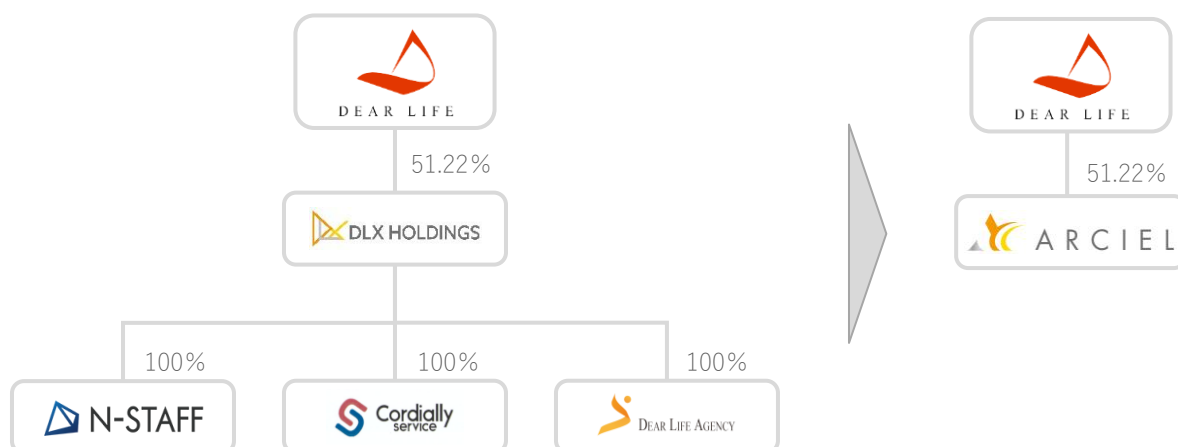 DEAR LIFE
51.22%
DLX HOLDINGS
100%
100%
100%
N-STAFF
Cordially
service
DEAR LIFE AGENCY
DEAR LIFE
51.22%
ARCIEL